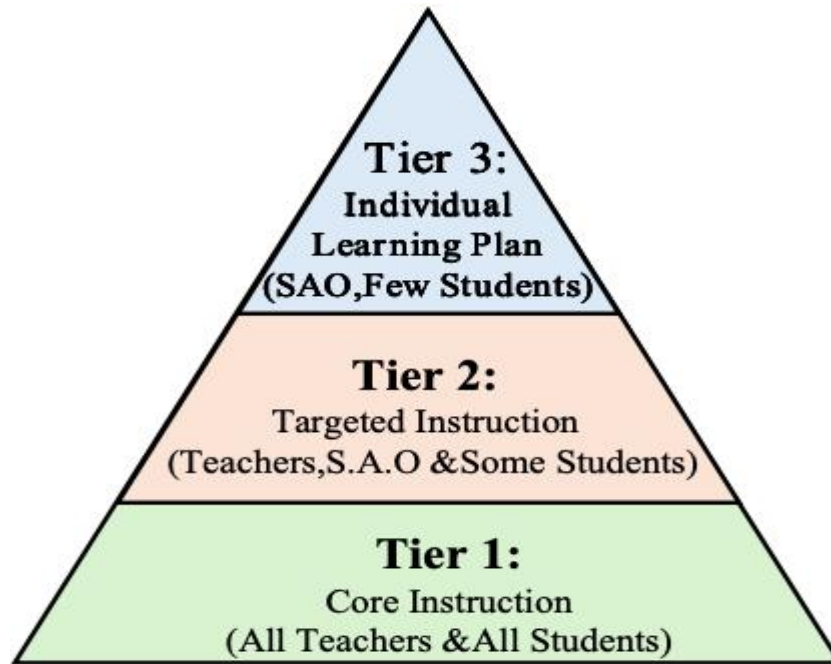 Tier 3:
Individual
Learning Plan
(SAO,Few Students)
Tier 2:
Targeted Instruction
(Teachers,S.A.O &Some Students)
Tier 1:
Core Instruction
(All Teachers &All Students)